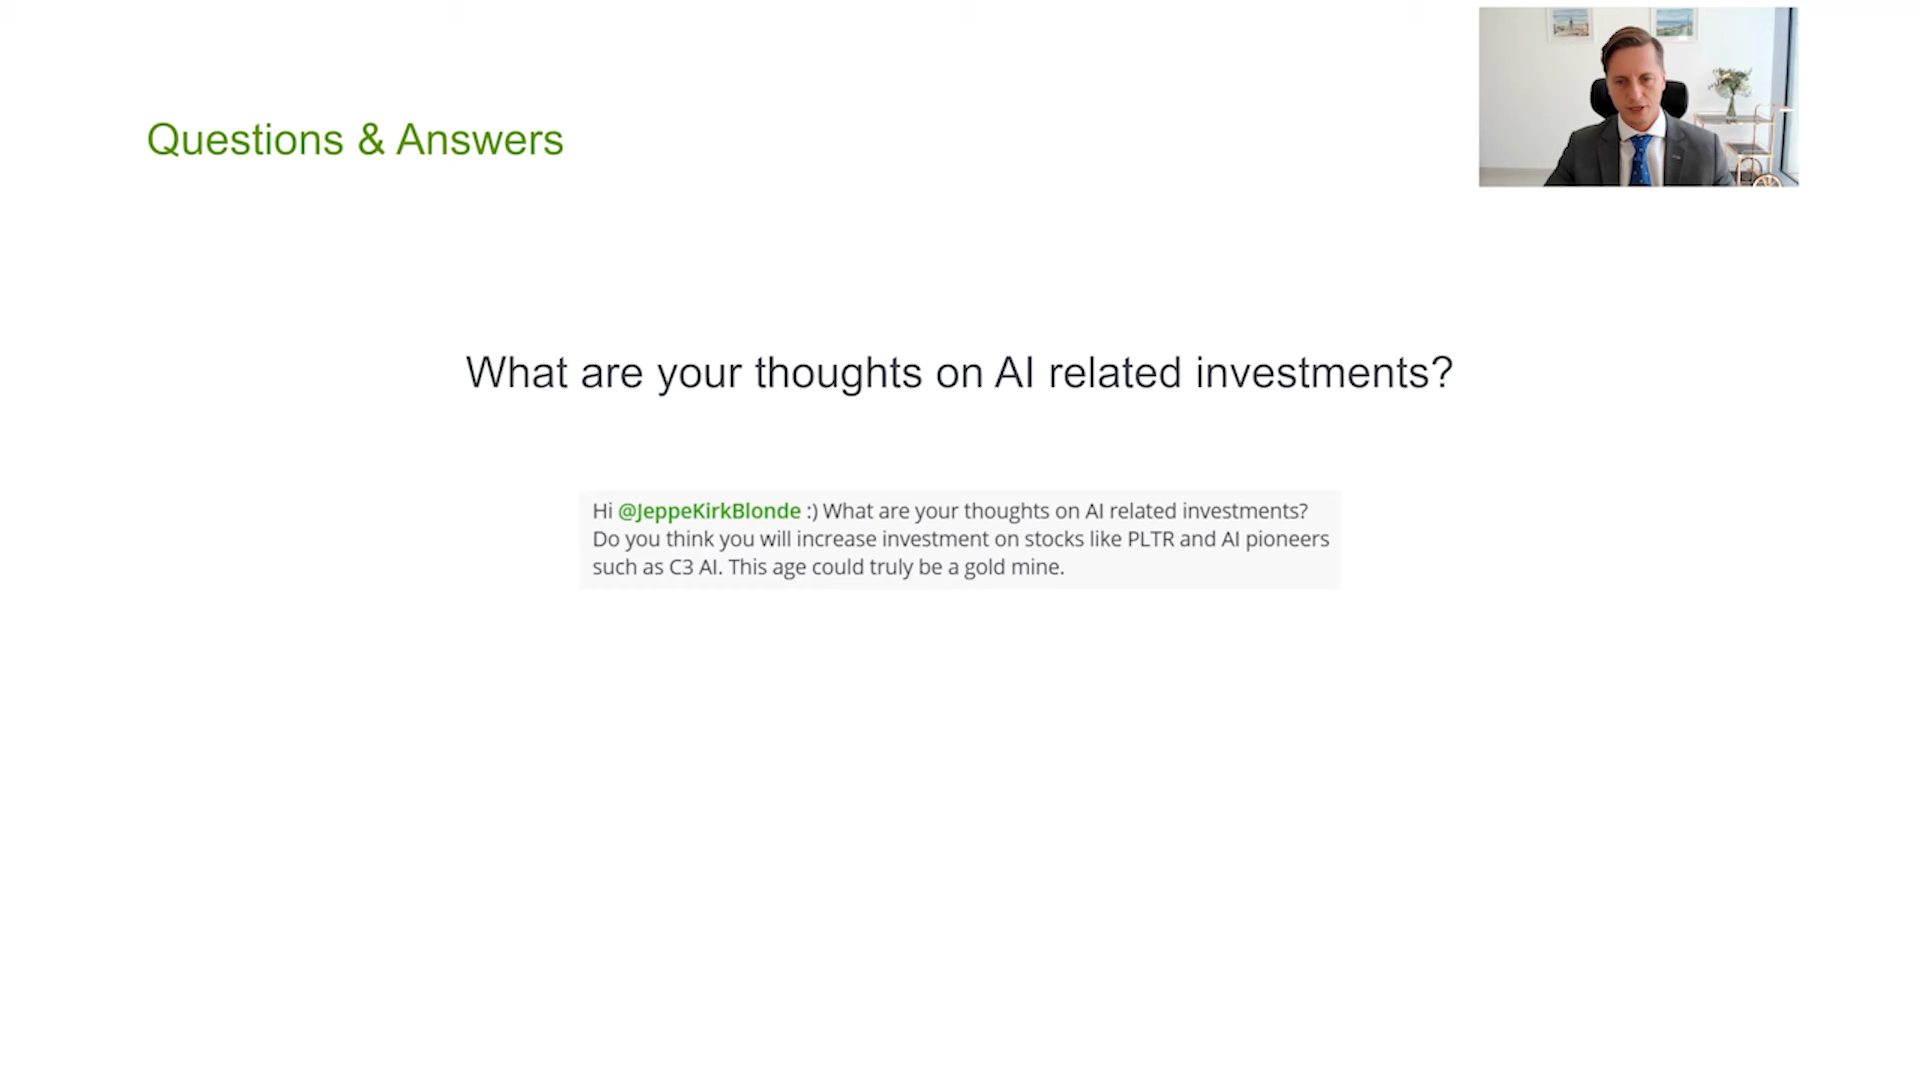 Questions & Answers
What are your thoughts on AI related investments?
Hi @JeppeKirkBlonde :) What are your thoughts on AI related investments?
Do you think you will increase investment on stocks like PLTR and AI pioneers
such as C3 AI. This age could truly be a gold mine.